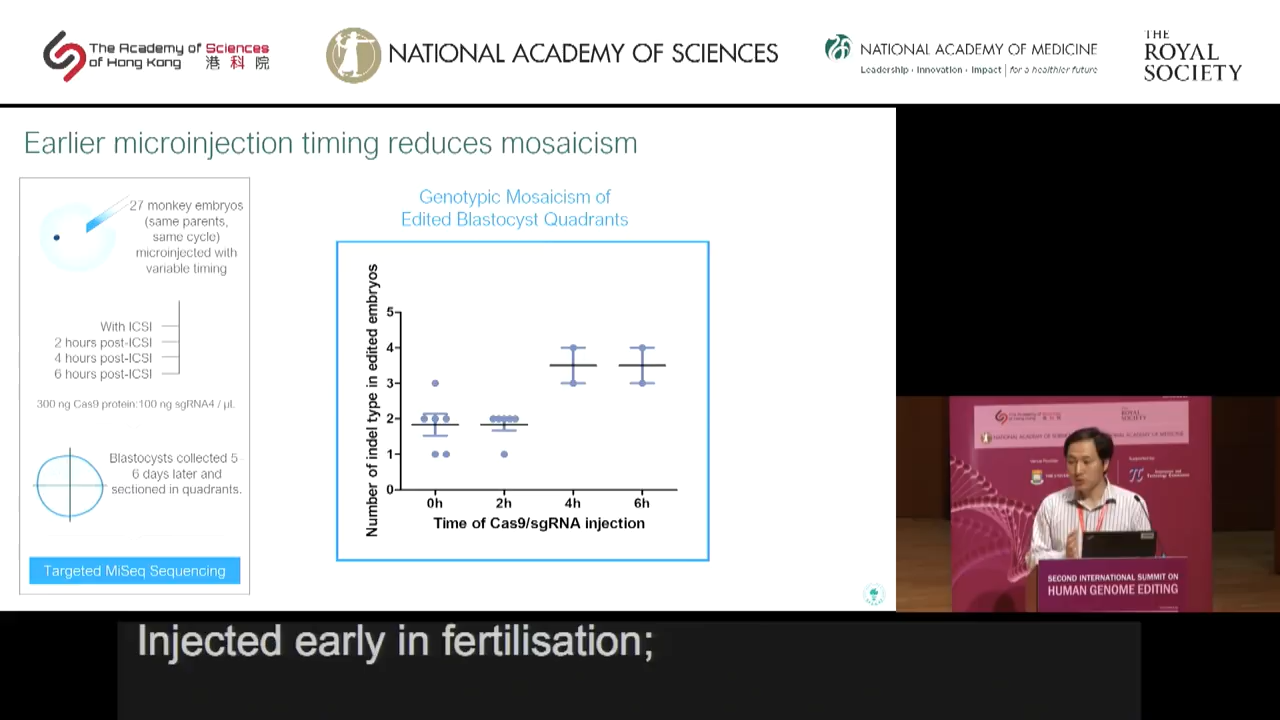 The Academy of Sciences
of Hong Kong 港科院
NATIONAL ACADEMY OF SCIENCES
NATIONAL ACADEMY OF MEDICINE
Leadership · Innovation · Impact | for a healthier future
THE
ROYAL
SOCIETY
Earlier microinjection timing reduces mosaicism
27 monkey embryos
(same parents,
same cycle)
microinjected with
variable timing
With ICSI
2 hours post-ICSI
4 hours post-ICSI
6 hours post-ICSI
300 ng Cas9 protein:100 ng sgRNA4 / µL
Blastocysts collected 5-
6 days later and
sectioned in quadrants.
Targeted MiSeq Sequencing
Genotypic Mosaicism of
Edited Blastocyst Quadrants
Number of indel type in edited embryos
5
4
3
2
1
0
0h 2h 4h 6h
Time of Cas9/sgRNA injection
SECOND INTERNATIONAL SUMMIT ON
HUMAN GENOME EDITING
Injected early in fertilisation;